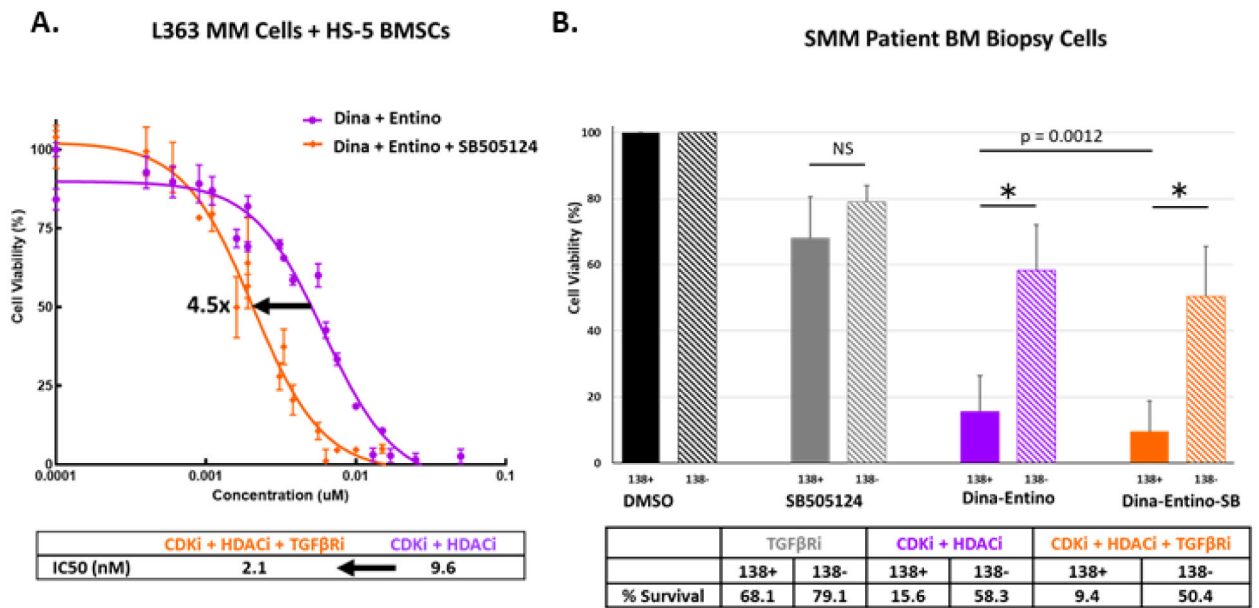 A.
L363 MM Cells + HS-5 BMSCs
Dina + Entino
Dina + Entino + SB505124
Cell Viability (%)
100
75
50
25
0
4.5x
0.0001 0.001 0.01 0.1
Concentration (uM)
CDKi + HDACi + TGFβRi CDKi + HDACi
IC50 (nM) 2.1 9.6
B.
SMM Patient BM Biopsy Cells
Cell Viability (%)
100
80
60
40
20
0
NS
p = 0.0012
* *
138+ 138- 138+ 138- 138+ 138- 138+ 138-
DMSO SB505124 Dina-Entino Dina-Entino-SB
TGFβRi CDKi + HDACi CDKi + HDACi + TGFβRi
138+ 138- 138+ 138- 138+ 138-
% Survival 68.1 79.1 15.6 58.3 9.4 50.4